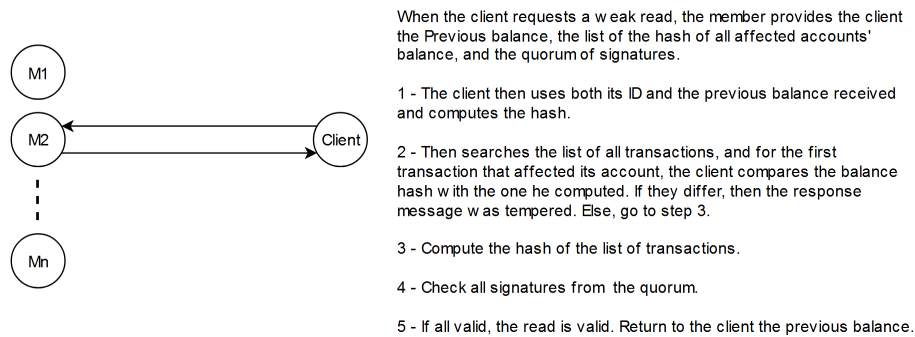 M1
M2
Mn
Client
When the client requests a weak read, the member provides the client
the Previous balance, the list of the hash of all affected accounts'
balance, and the quorum of signatures.
1 - The client then uses both its ID and the previous balance received
and computes the hash.
2 - Then searches the list of all transactions, and for the first
transaction that affected its account, the client compares the balance
hash with the one he computed. If they differ, then the response
message was tempered. Else, go to step 3.
3 - Compute the hash of the list of transactions.
4 - Check all signatures from the quorum.
5 - If all valid, the read is valid. Return to the client the previous balance.